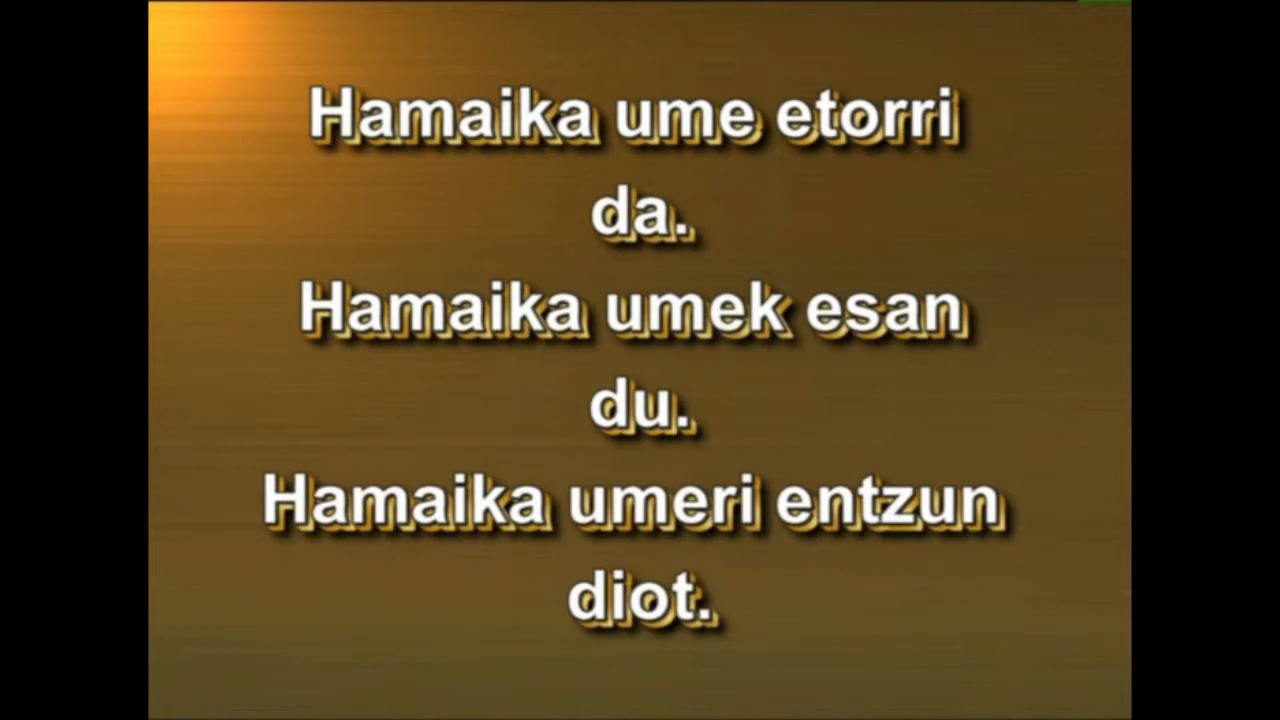 Hamaika ume etorri
da.
Hamaika umek esan
du.
Hamaika umeri entzun
diot.